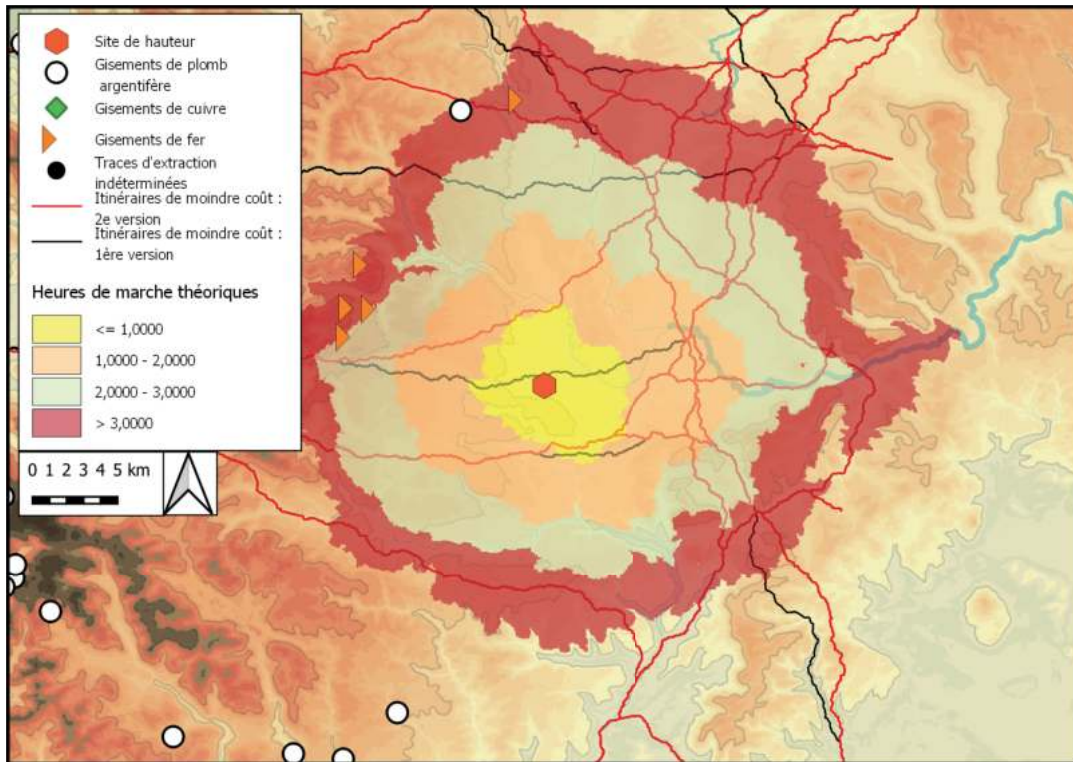 Site de hauteur
Gisements de plomb
argentifère
Gisements de cuivre
Gisements de fer
Traces d'extraction
indéterminées
Itinéraires de moindre coût :
2e version
Itinéraires de moindre coût :
1ère version
Heures de marche théoriques
<= 1,0000
1,0000 - 2,0000
2,0000 - 3,0000
> 3,0000
0 1 2 3 4 5 km